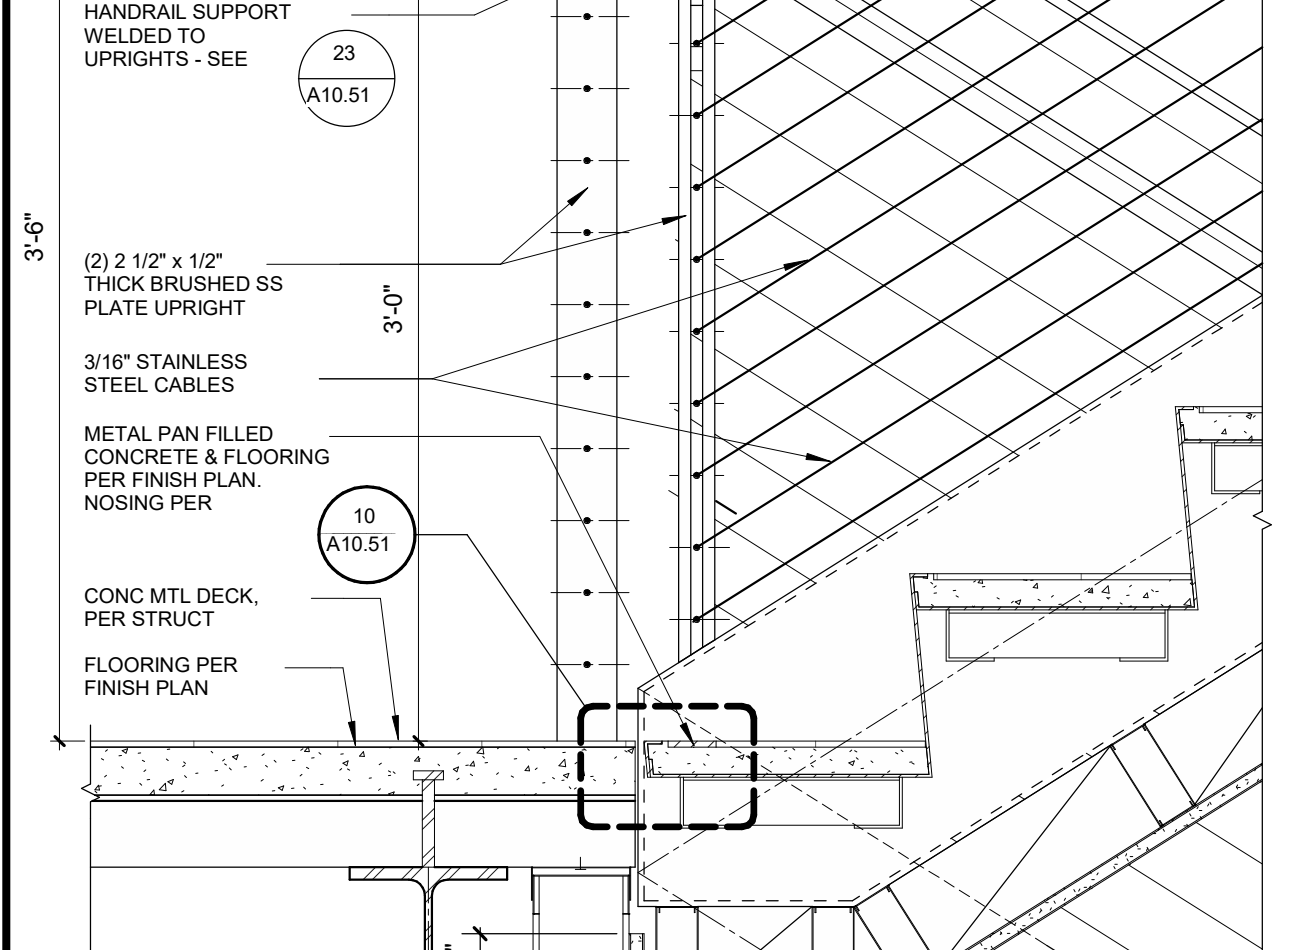 HANDRAIL SUPPORT
WELDED TO
UPRIGHTS - SEE
23
A10.51
3'-6"
(2) 2 1/2" x 1/2"
THICK BRUSHED SS
PLATE UPRIGHT
3'-0"
3/16" STAINLESS
STEEL CABLES
METAL PAN FILLED
CONCRETE & FLOORING
PER FINISH PLAN.
NOSING PER
10
A10.51
CONC MTL DECK,
PER STRUCT
FLOORING PER
FINISH PLAN